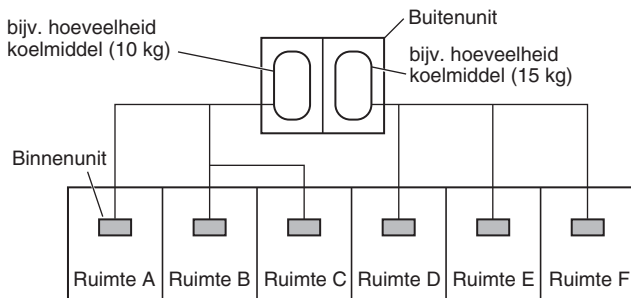 bijv. hoeveelheid
koelmiddel (10 kg)
Buitenunit
bijv. hoeveelheid
koelmiddel (15 kg)
Binnenunit
Ruimte A Ruimte B Ruimte C Ruimte D Ruimte E Ruimte F